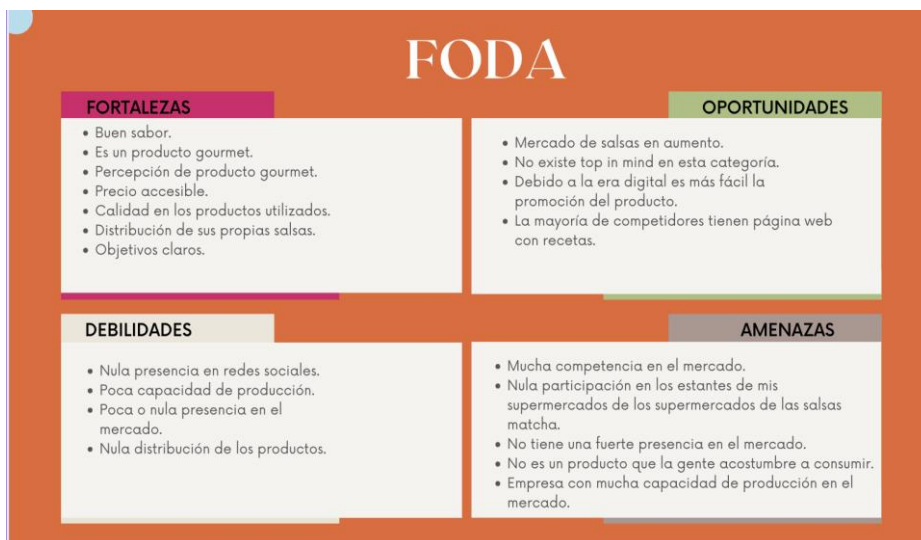 FODA
FORTALEZAS
• Buen sabor.
• Es un producto gourmet.
• Percepción de producto gourmet.
• Precio accesible.
• Calidad en los productos utilizados.
• Distribución de sus propias salsas.
• Objetivos claros.
OPORTUNIDADES
• Mercado de salsas en aumento.
• No existe top in mind en esta categoría.
• Debido a la era digital es más fácil la
promoción del producto.
• La mayoría de competidores tienen página web
con recetas.
DEBILIDADES
• Nula presencia en redes sociales.
• Poca capacidad de producción.
• Poca o nula presencia en el
mercado.
• Nula distribución de los productos.
AMENAZAS
• Mucha competencia en el mercado.
• Nula participación en los estantes de mis
supermercados de los supermercados de las salsas
matcha.
• No tiene una fuerte presencia en el mercado.
• No es un producto que la gente acostumbre a consumir.
• Empresa con mucha capacidad de producción en el
mercado.